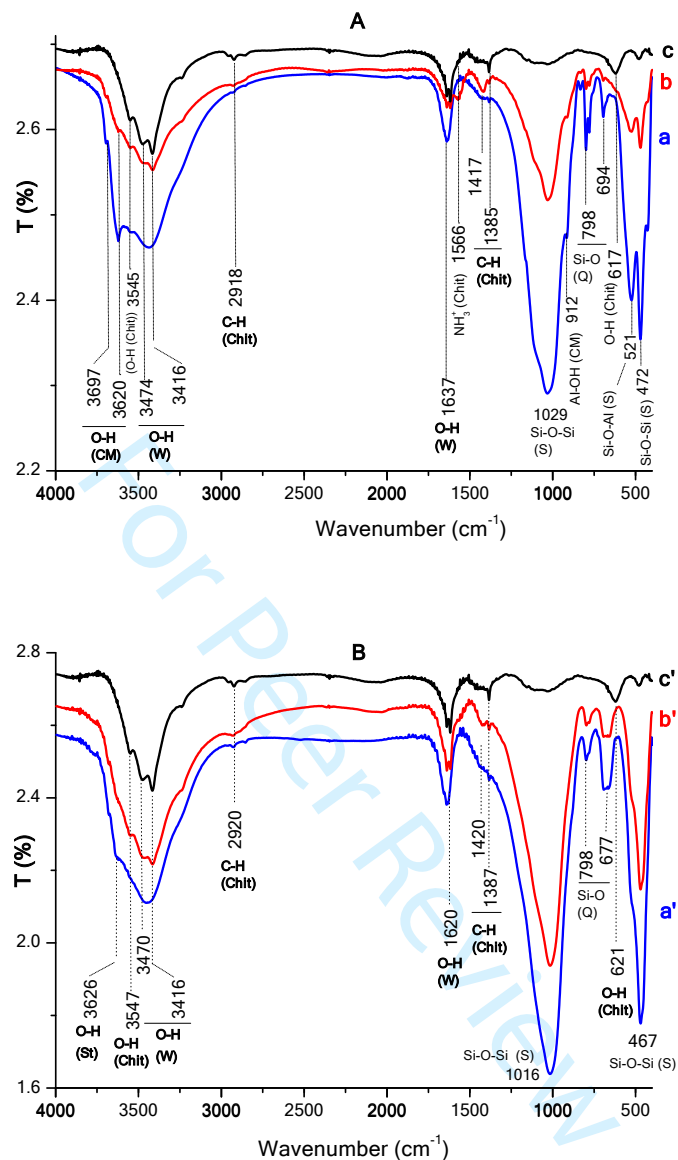 A
c
b
a
2.6
2.4
2.2
T (%)
3697
3620
3545
(O-H (Chit))
3474
3416
O-H
(CM)
O-H
(W)
2918
C-H
(Chit)
1637
O-H
(W)
NH3+ (Chit) 1566
1417
1385
C-H
(Chit)
1029
Si-O-Si
(S)
Al-OH (CM) 912
798
Si-O
(Q)
694
O-H (Chit) 617
Si-O-Al (S) 521
Si-O-Si (S) 472
4000 3500 3000 2500 2000 1500 1000 500
Wavenumber (cm-1)
B
c'
b'
a'
2.8
2.4
2.0
1.6
T (%)
3626
O-H
(St)
3547
O-H
(Chit)
3470
3416
O-H
(W)
2920
C-H
(Chit)
1620
O-H
(W)
1420
1387
C-H
(Chit)
Si-O-Si (S)
1016
798
677
Si-O
(Q)
621
O-H
(Chit)
467
Si-O-Si (S)
4000 3500 3000 2500 2000 1500 1000 500
Wavenumber (cm-1)
For Peer Review